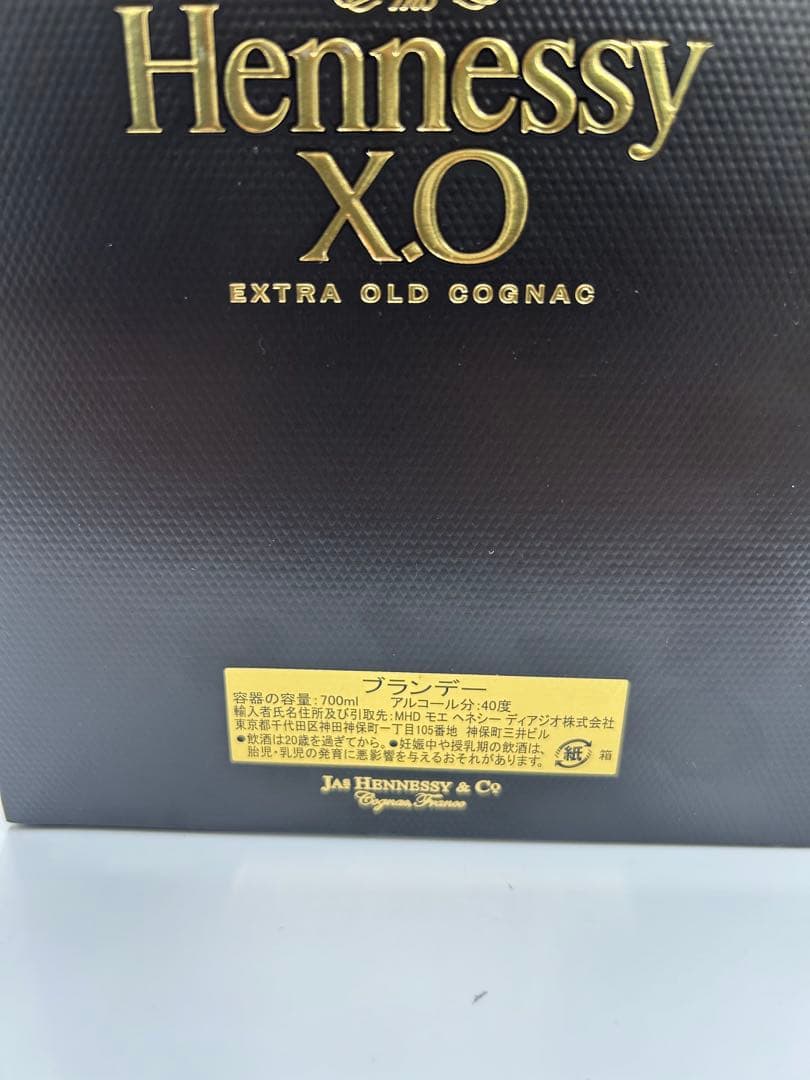 Hennessy
X.O
EXTRA OLD COGNAC
ブランデー
容器の容量:700ml アルコール分:40度
輸入者氏名住所及び引取先:MHD モエ ヘネシー ディアジオ株式会社
東京都千代田区神田神保町一丁目105番地 神保町三井ビル
●飲酒は20歳を過ぎてから。●妊娠中や授乳期の飲酒は、
胎児・乳児の発育に悪影響を与えるおそれがあります。
紙 箱
JAS HENNESSY & CO
Cognac, France